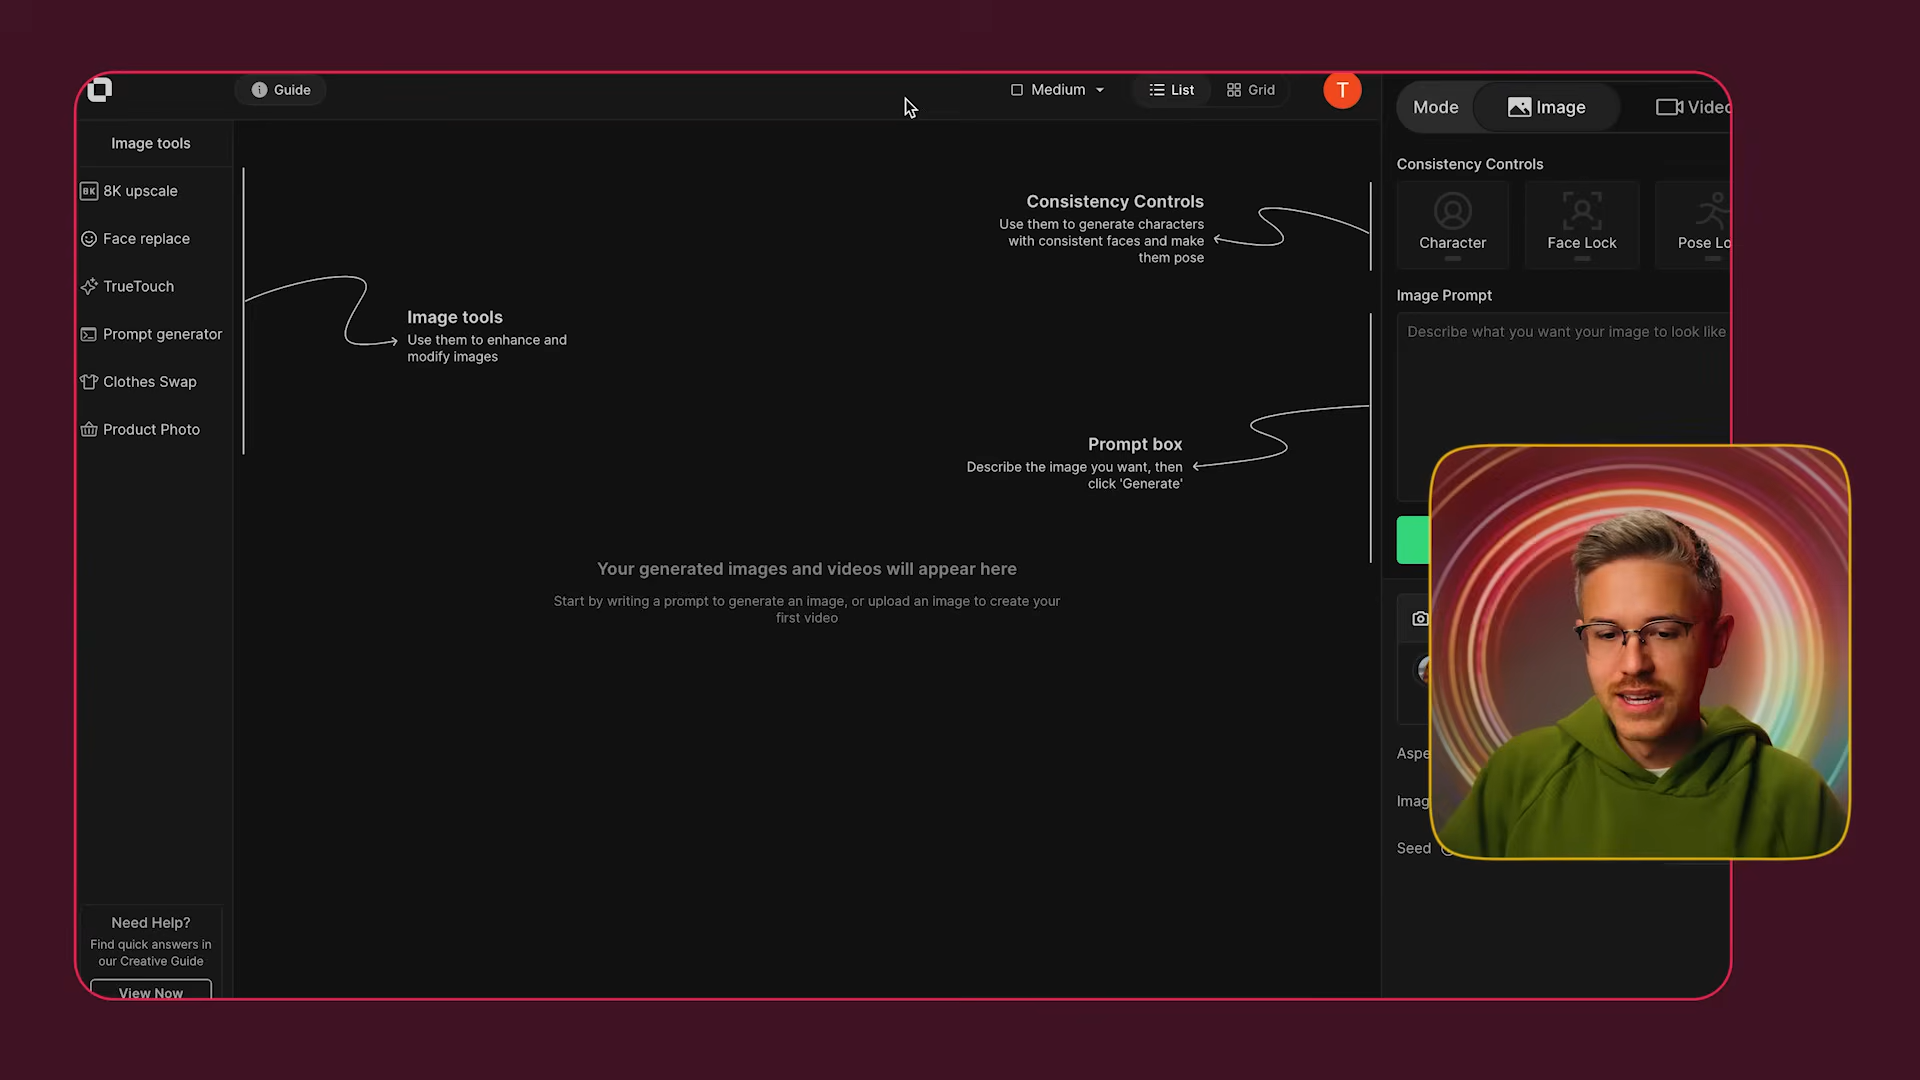 Guide
Medium
List
Grid
T
Mode
Image
Image tools
8K upscale
Face replace
TrueTouch
Prompt generator
Clothes Swap
Product Photo
Image tools
Use them to enhance and
modify images
Consistency Controls
Use them to generate characters
with consistent faces and make
them pose
Prompt box
Describe the image you want, then
click 'Generate'
Your generated images and videos will appear here
Start by writing a prompt to generate an image, or upload an image to create your
first video
Consistency Controls
Character
Face Lock
Pose Lo
Image Prompt
Describe what you want your image to look like
Aspe
Imag
Seed
Need Help?
Find quick answers in
our Creative Guide
View Now